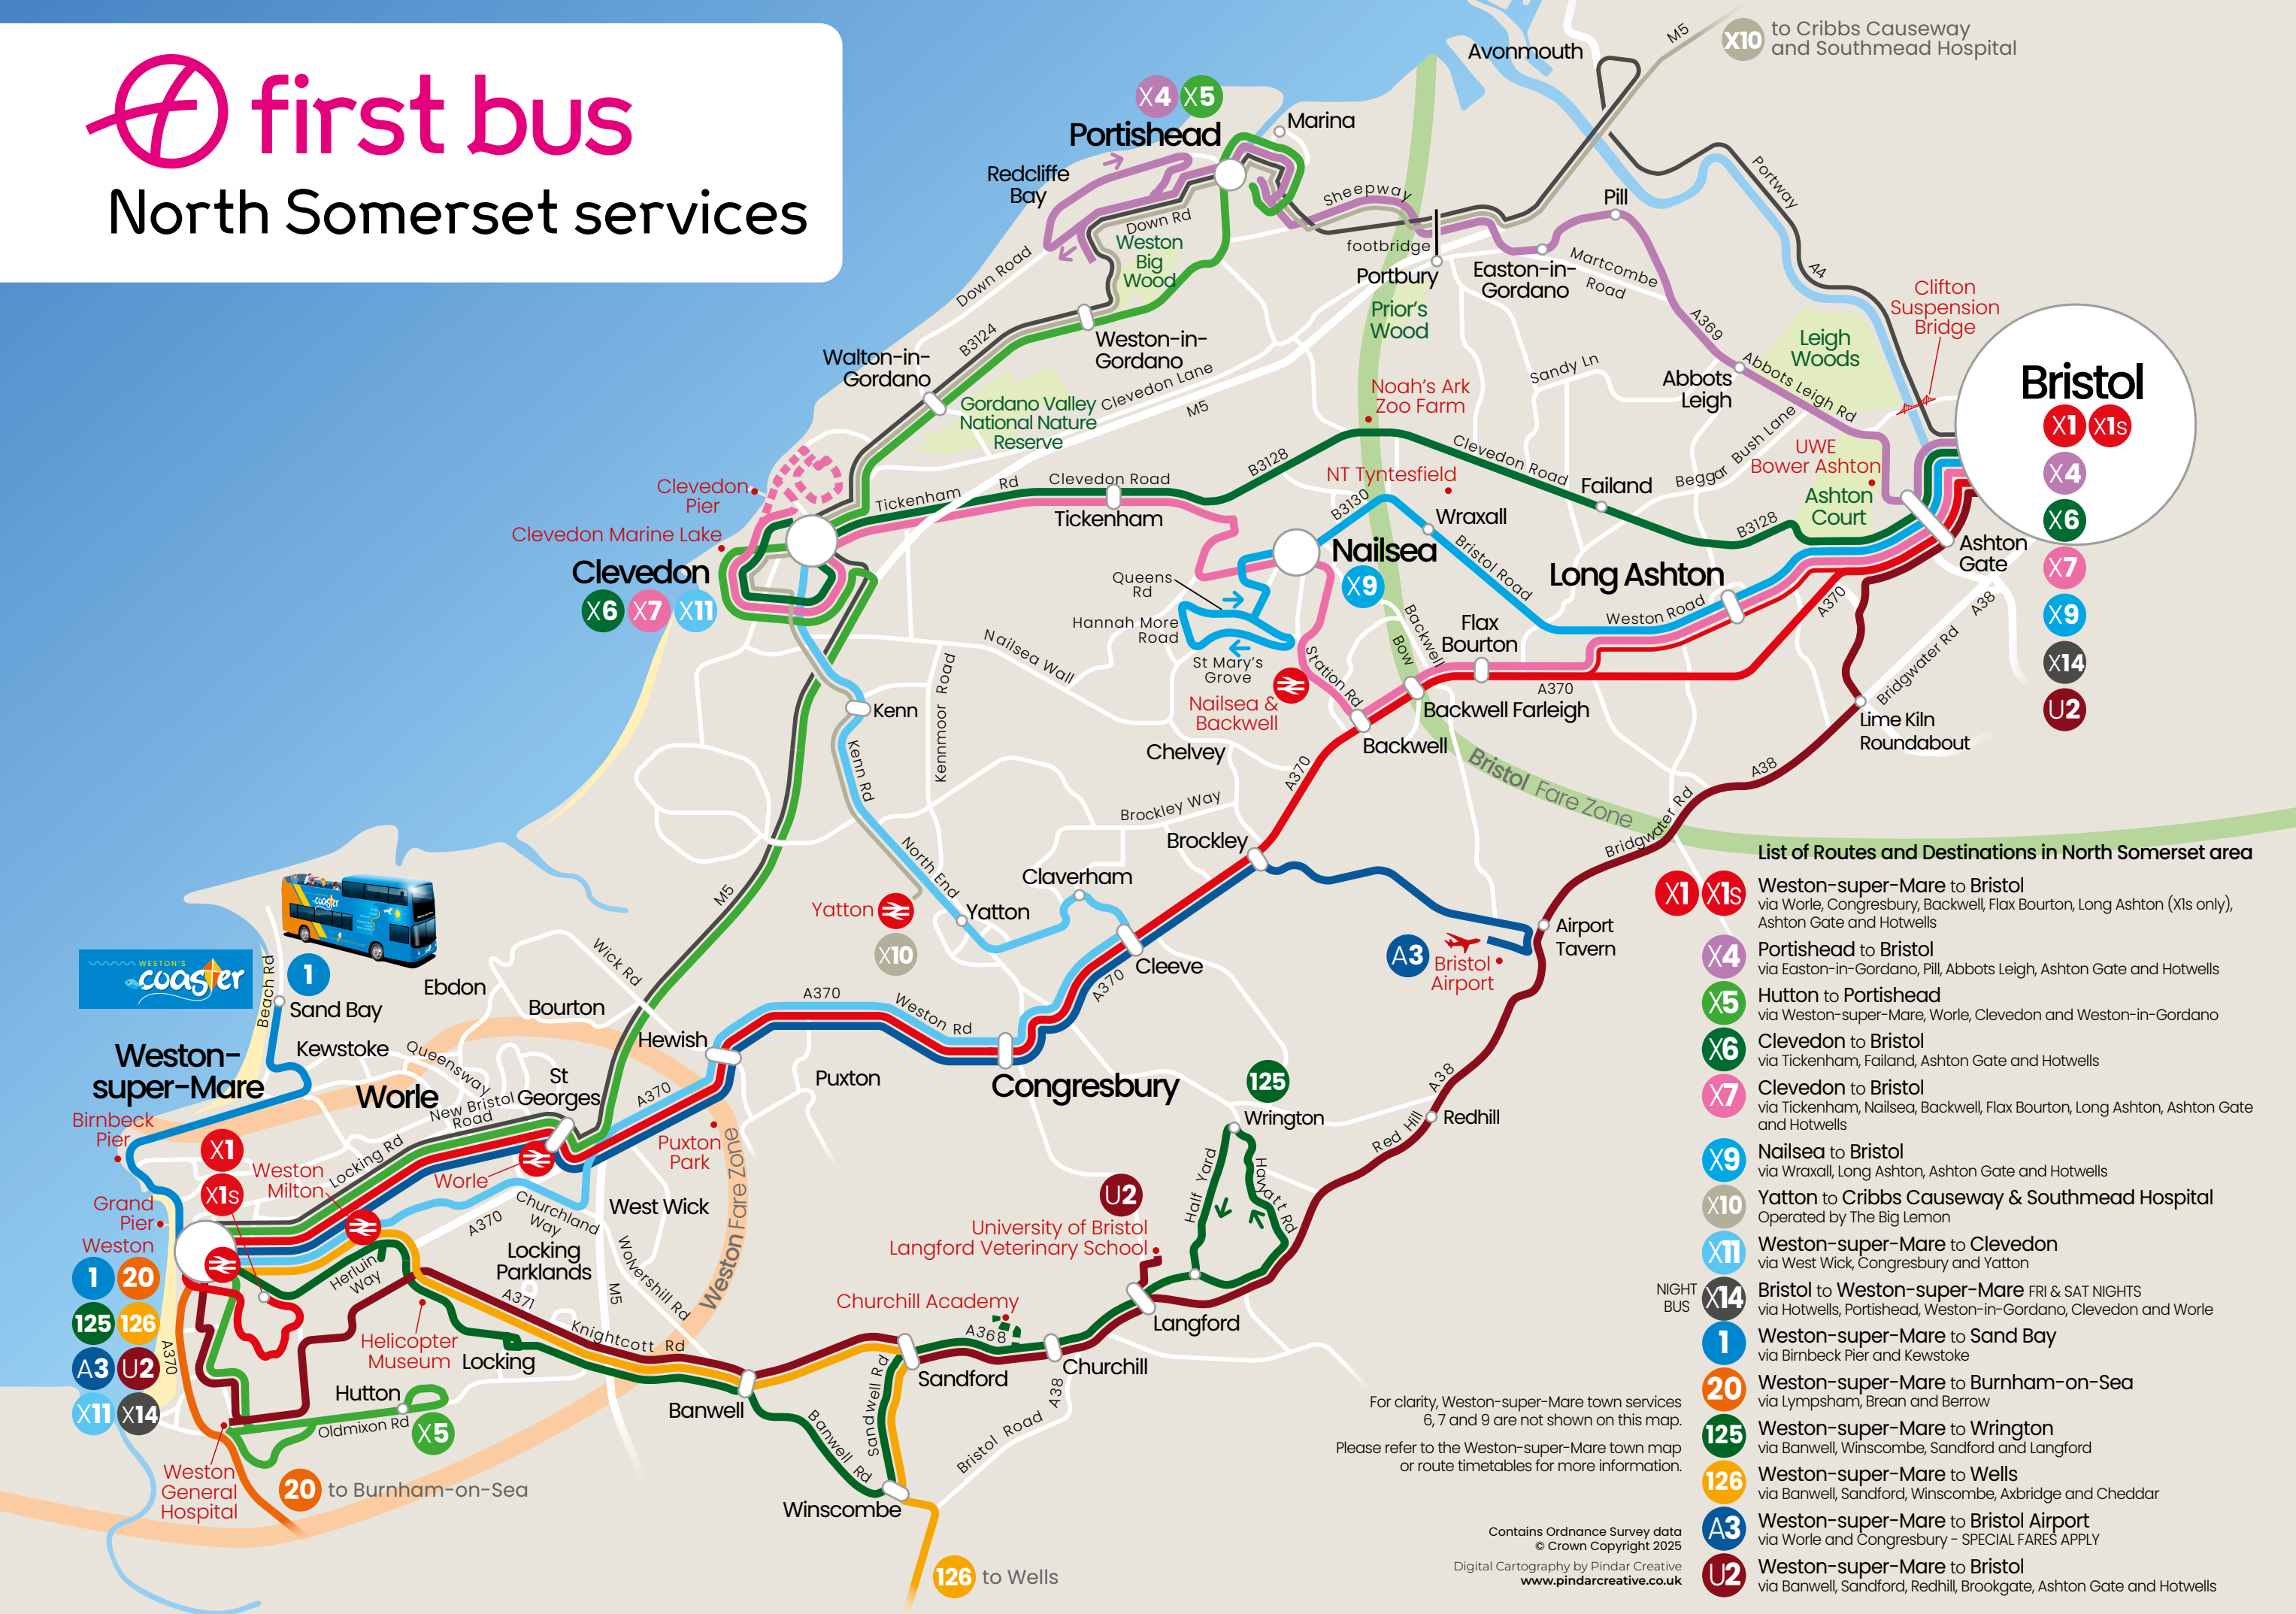 first bus
North Somerset services
X10 to Cribbs Causeway
and Southmead Hospital
M5
Avonmouth
X4 X5
Portishead
Marina
Redcliffe
Bay
Down Rd
Down Road
Weston
Big
Wood
Sheepway
footbridge
Portbury
Pill
Easton-in-
Gordano
Martcombe
Road
Portway
A4
A369
Prior's
Wood
Leigh
Woods
Clifton
Suspension
Bridge
Abbots
Leigh
Abbots Leigh Rd
Sandy Ln
Beggar Bush Lane
UWE
Bower Ashton
Ashton
Court
Bristol
X1 X1s
X4
X6
X7
X9
X14
U2
Ashton
Gate
Weston-in-
Gordano
Walton-in-
Gordano
B3124
Clevedon Lane
M5
Gordano Valley
National Nature
Reserve
Noah's Ark
Zoo Farm
Clevedon Road
NT Tyntesfield
Failand
B3128
B3128
B3130
Clevedon
Pier
Clevedon Marine Lake
Clevedon
X6 X7 X11
Tickenham Rd
Clevedon Road
Tickenham
Wraxall
Nailsea
X9
Bristol Road
Long Ashton
Weston Road
A370
A38
Bridgwater Rd
Queens
Rd
Hannah More
Road
St Mary's
Grove
Station Rd
Backwell
Bow
Flax
Bourton
A370
Nailsea &
Backwell
Backwell Farleigh
Backwell
Lime Kiln
Roundabout
Nailsea Wall
Kennmoor Road
Kenn
Kenn Rd
Chelvey
A370
Bristol Fare Zone
A38
Bridgwater Rd
Brockley Way
Brockley
North End
Claverham
Yatton
Yatton
X10
Cleeve
A370
A3
Bristol
Airport
Airport
Tavern
M5
WESTON'S
coaster
coaster
Beach Rd
1
Sand Bay
Ebdon
Bourton
Wick Rd
Kewstoke
Queensway
Hewish
A370
Weston Rd
Puxton
Congresbury
Weston-
super-Mare
Worle
New Bristol
Road
St
Georges
A370
Puxton
Park
Weston Fare Zone
Birnbeck
Pier
X1
X1s
Weston
Milton
Locking Rd
Worle
Grand
Pier
Weston
1 20
125 126
A3 U2
X11 X14
A370
Herluin
Way
A370
Churchland
Way
West Wick
Locking
Parklands
Wolvershill Rd
M5
A371
Helicopter
Museum
Locking
Knightcott Rd
Hutton
Oldmixon Rd
X5
Weston
General
Hospital
20 to Burnham-on-Sea
Banwell
Banwell Rd
Sandwell Rd
Winscombe
126 to Wells
Sandford
Churchill Academy
A368
Churchill
A38
Bristol Road
Langford
U2
University of Bristol
Langford Veterinary School
125
Wrington
Half Yard
Havyatt Rd
Red Hill
A38
Redhill
For clarity, Weston-super-Mare town services
6, 7 and 9 are not shown on this map.
Please refer to the Weston-super-Mare town map
or route timetables for more information.
Contains Ordnance Survey data
© Crown Copyright 2025
Digital Cartography by Pindar Creative
www.pindarcreative.co.uk
List of Routes and Destinations in North Somerset area
X1 X1s Weston-super-Mare to Bristol
via Worle, Congresbury, Backwell, Flax Bourton, Long Ashton (X1s only),
Ashton Gate and Hotwells
X4 Portishead to Bristol
via Easton-in-Gordano, Pill, Abbots Leigh, Ashton Gate and Hotwells
X5 Hutton to Portishead
via Weston-super-Mare, Worle, Clevedon and Weston-in-Gordano
X6 Clevedon to Bristol
via Tickenham, Failand, Ashton Gate and Hotwells
X7 Clevedon to Bristol
via Tickenham, Nailsea, Backwell, Flax Bourton, Long Ashton, Ashton Gate
and Hotwells
X9 Nailsea to Bristol
via Wraxall, Long Ashton, Ashton Gate and Hotwells
X10 Yatton to Cribbs Causeway & Southmead Hospital
Operated by The Big Lemon
X11 Weston-super-Mare to Clevedon
via West Wick, Congresbury and Yatton
NIGHT
BUS
X14 Bristol to Weston-super-Mare FRI & SAT NIGHTS
via Hotwells, Portishead, Weston-in-Gordano, Clevedon and Worle
1 Weston-super-Mare to Sand Bay
via Birnbeck Pier and Kewstoke
20 Weston-super-Mare to Burnham-on-Sea
via Lympsham, Brean and Berrow
125 Weston-super-Mare to Wrington
via Banwell, Winscombe, Sandford and Langford
126 Weston-super-Mare to Wells
via Banwell, Sandford, Winscombe, Axbridge and Cheddar
A3 Weston-super-Mare to Bristol Airport
via Worle and Congresbury - SPECIAL FARES APPLY
U2 Weston-super-Mare to Bristol
via Banwell, Sandford, Redhill, Brookgate, Ashton Gate and Hotwells